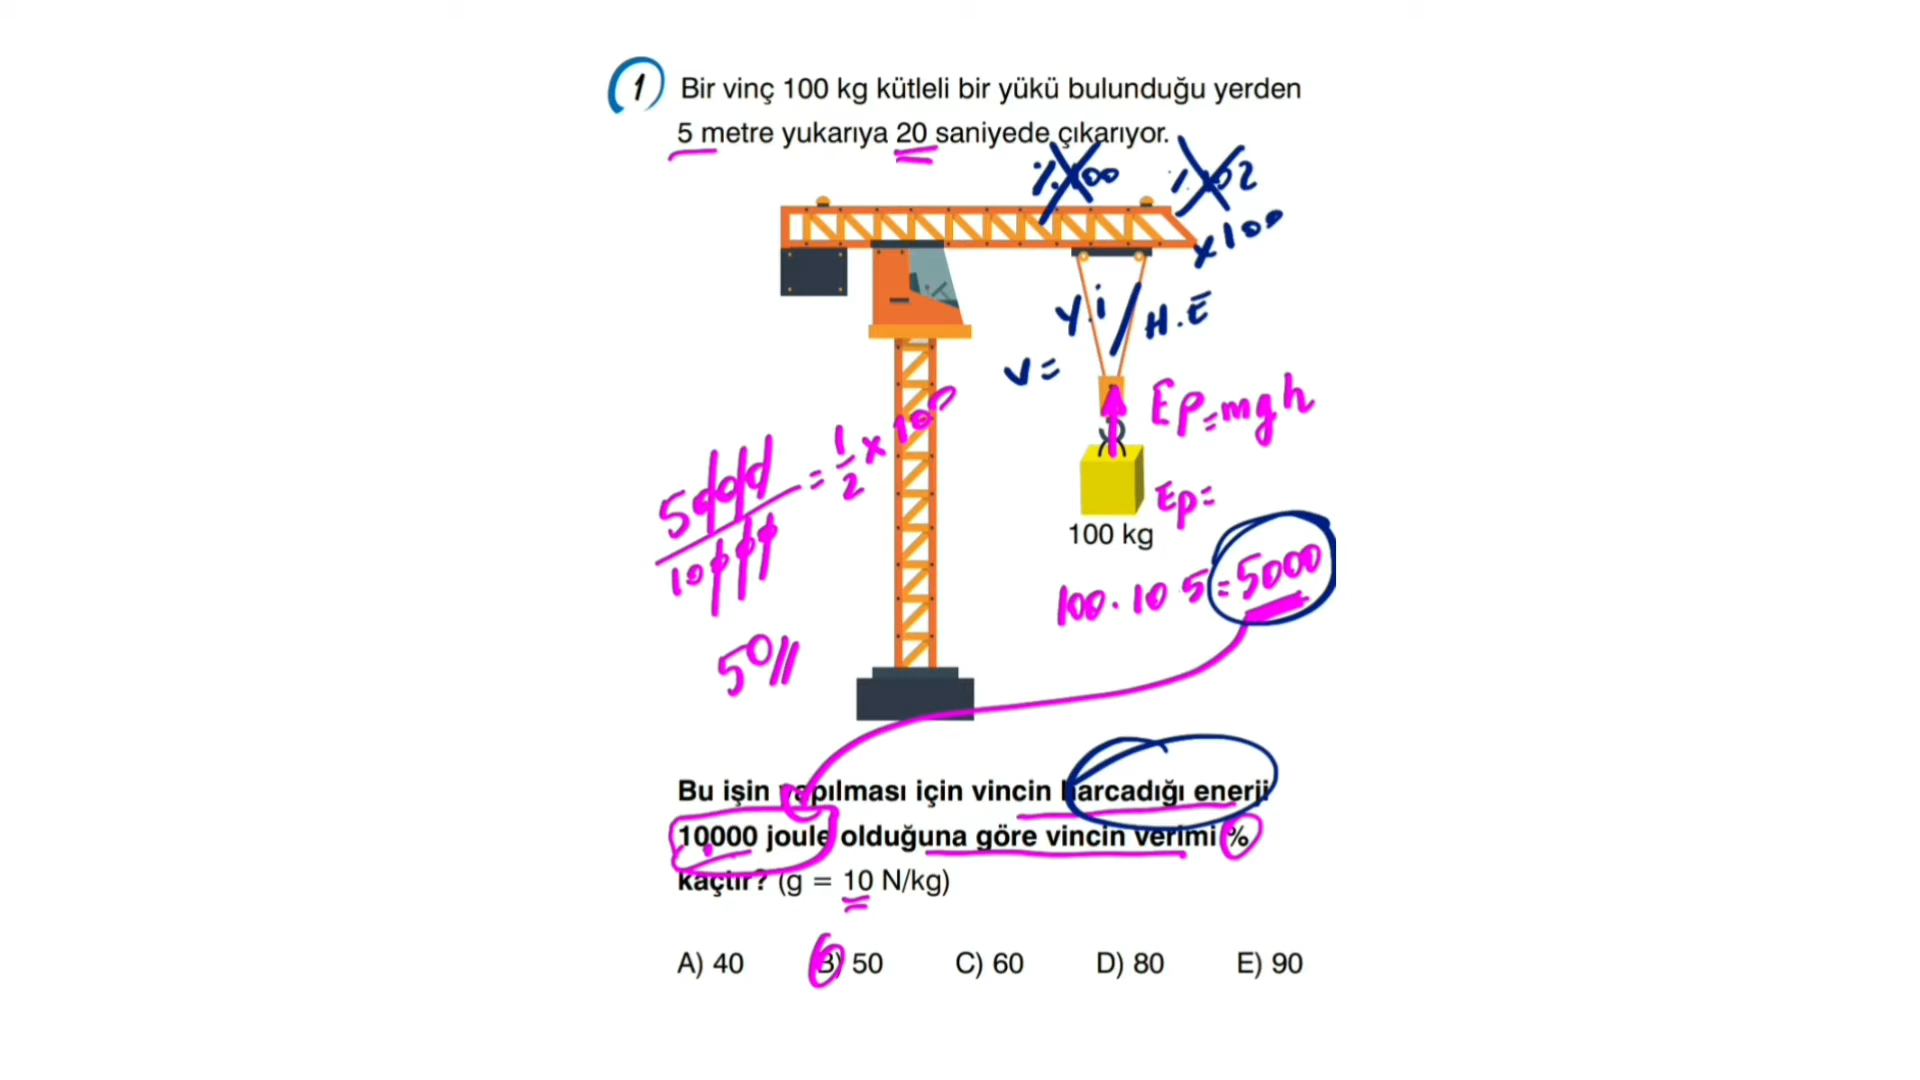 1 Bir vinç 100 kg kütleli bir yükü bulunduğu yerden
5 metre yukarıya 20 saniyede çıkarıyor.
x100
y.i / H.E
V=
Ep=mgh
5000/10000 = 1/2 x 100
Ep=
100 kg
100.10 5=5000
50//
Bu işin yapılması için vincin harcadığı enerji
10000 joule olduğuna göre vincin verimi %
kaçtır? (g = 10 N/kg)
A) 40 B) 50 C) 60 D) 80 E) 90